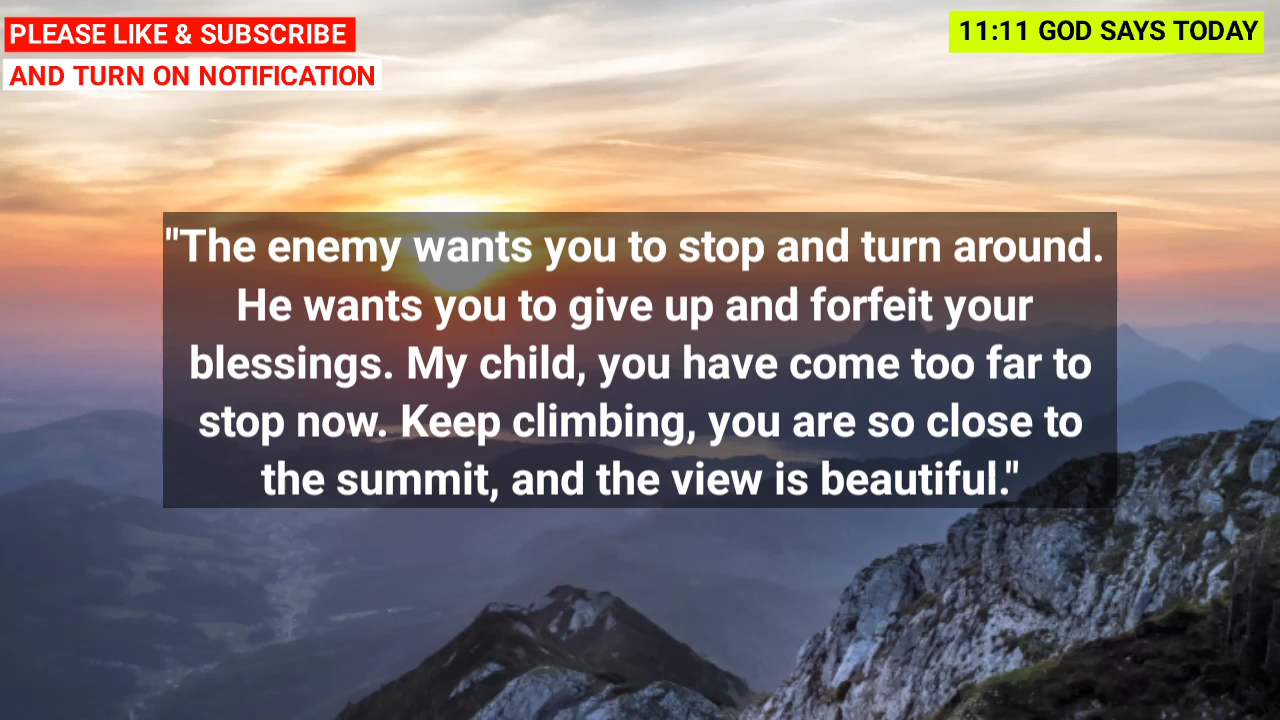 PLEASE LIKE & SUBSCRIBE
AND TURN ON NOTIFICATION
11:11 GOD SAYS TODAY
"The enemy wants you to stop and turn around.
He wants you to give up and forfeit your
blessings. My child, you have come too far to
stop now. Keep climbing, you are so close to
the summit, and the view is beautiful."